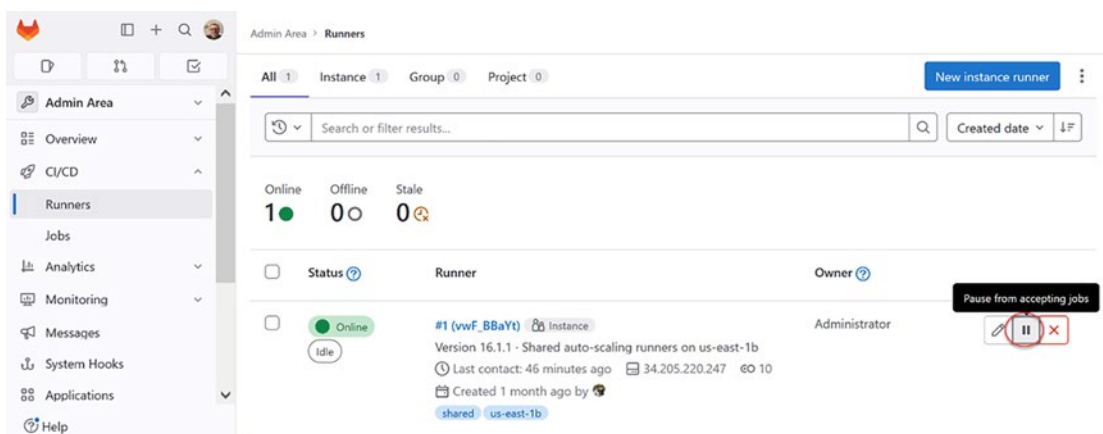 Admin Area > Runners
Admin Area
Overview
CI/CD
Runners
Jobs
Analytics
Monitoring
Messages
System Hooks
Applications
Help
All 1 Instance 1 Group 0 Project 0
New instance runner
Search or filter results...
Created date
Online Offline Stale
1 0 0
Status Runner Owner
Pause from accepting jobs
Online #1 (vwF_BBaYt) Instance Administrator
Idle
Version 16.1.1 · Shared auto-scaling runners on us-east-1b
Last contact: 46 minutes ago 34.205.220.247 10
Created 1 month ago by
shared us-east-1b